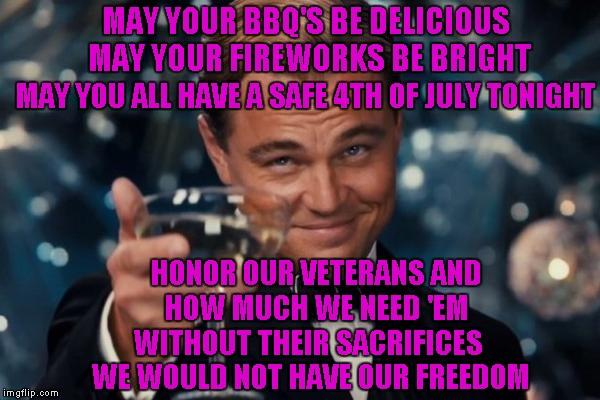 MAY YOUR BBQ'S BE DELICIOUS
MAY YOUR FIREWORKS BE BRIGHT
MAY YOU ALL HAVE A SAFE 4TH OF JULY TONIGHT
HONOR OUR VETERANS AND
HOW MUCH WE NEED 'EM
WITHOUT THEIR SACRIFICES
WE WOULD NOT HAVE OUR FREEDOM
imgflip.com